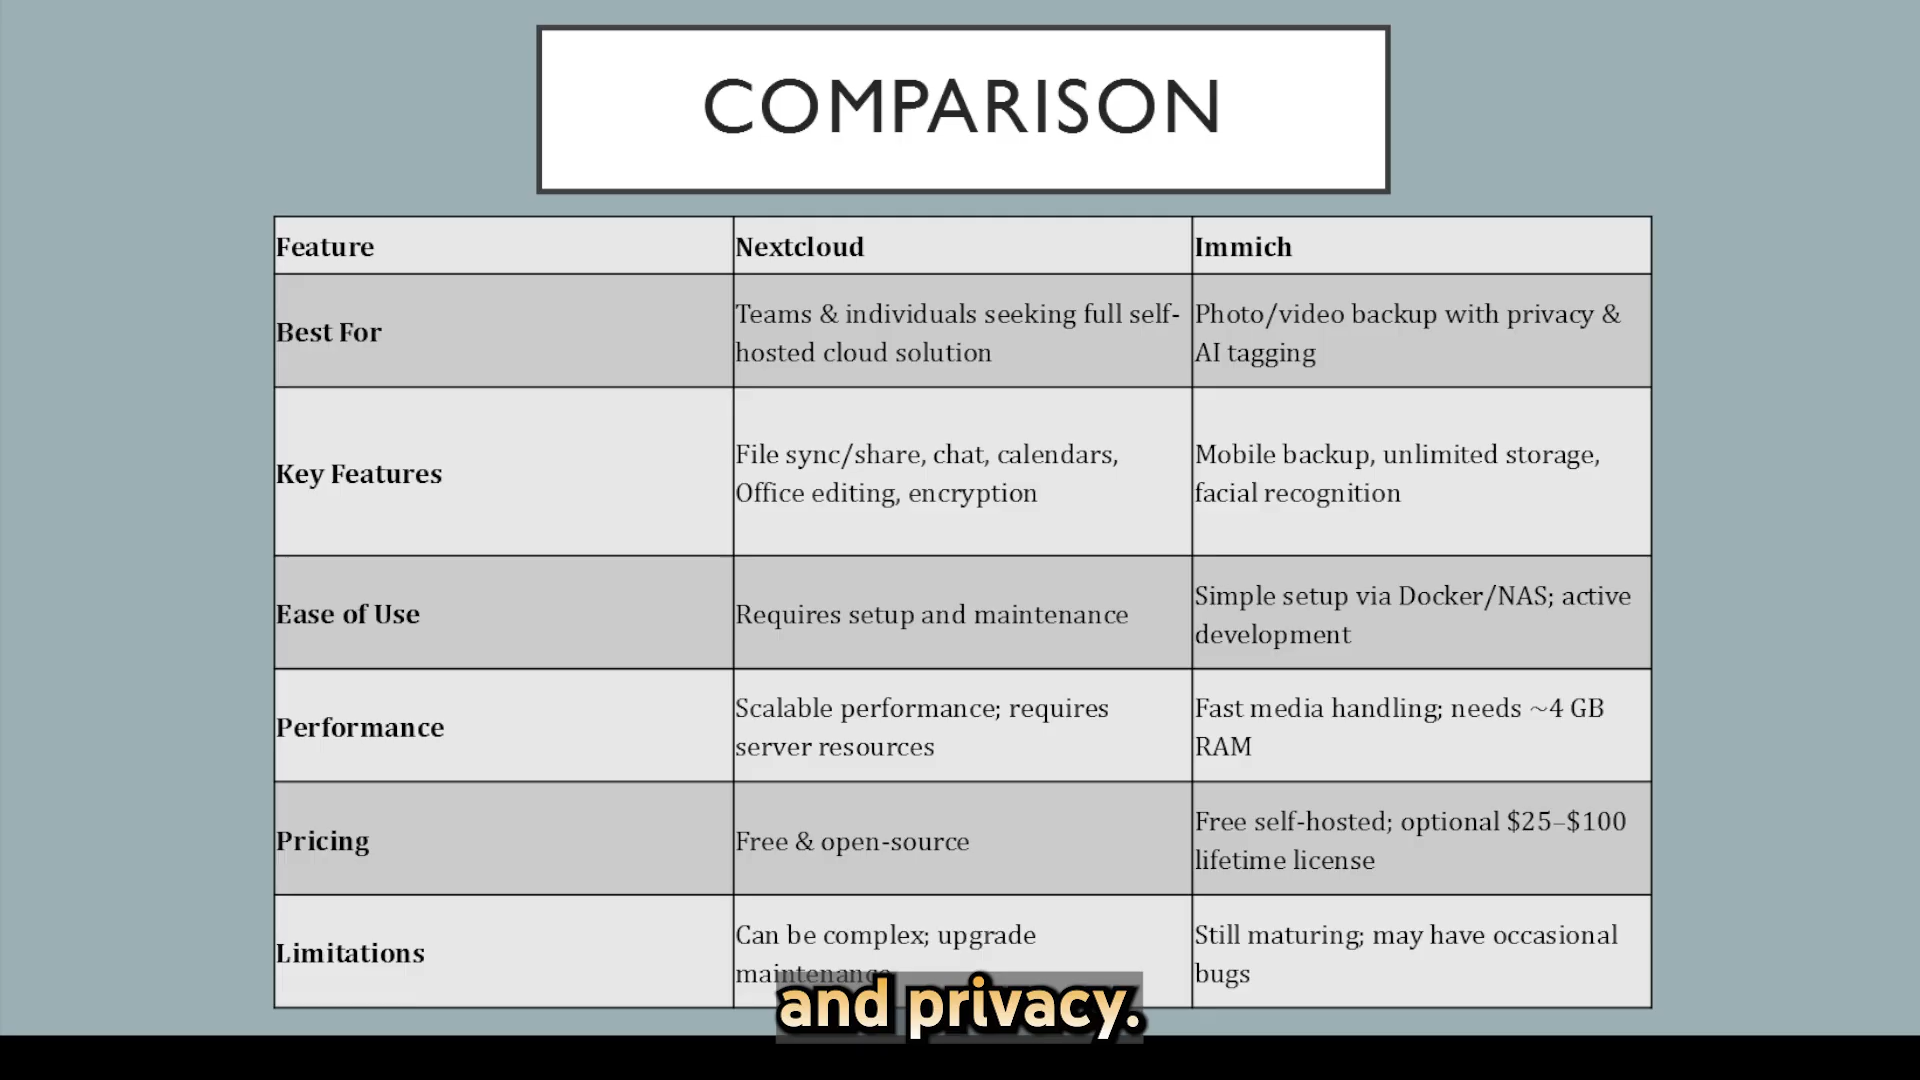 COMPARISON
Feature
Nextcloud
Immich
Best For
Teams & individuals seeking full self-
hosted cloud solution
Photo/video backup with privacy &
AI tagging
Key Features
File sync/share, chat, calendars,
Office editing, encryption
Mobile backup, unlimited storage,
facial recognition
Ease of Use
Requires setup and maintenance
Simple setup via Docker/NAS; active
development
Performance
Scalable performance; requires
server resources
Fast media handling; needs ~4 GB
RAM
Pricing
Free & open-source
Free self-hosted; optional $25–$100
lifetime license
Limitations
Can be complex; upgrade
maintenance
Still maturing; may have occasional
bugs
and privacy.